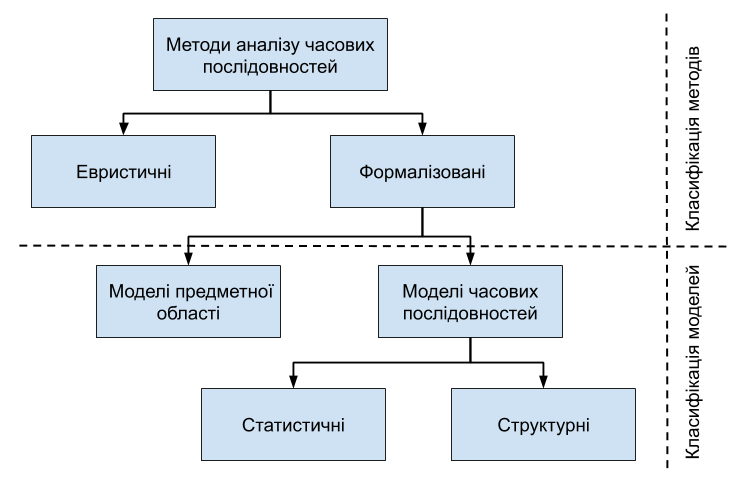 Методи аналізу часових
послідовностей
Евристичні
Формалізовані
Класифікація методів
Моделі предметної
області
Моделі часових
послідовностей
Статистичні
Структурні
Класифікація моделей